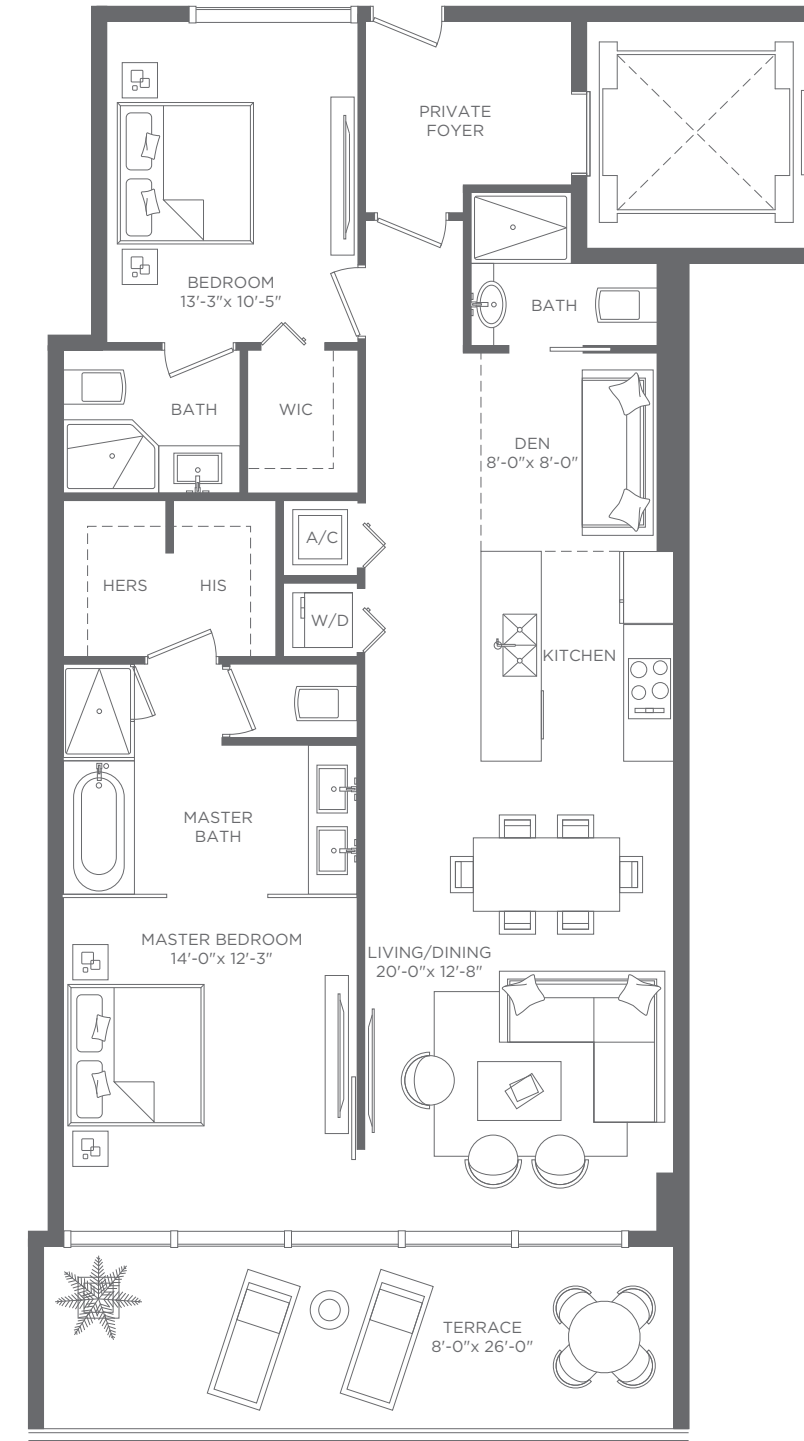 PRIVATE
FOYER
BEDROOM
13'-3"x 10'-5"
BATH
BATH
WIC
DEN
8'-0"x 8'-0"
A/C
HERS
HIS
W/D
KITCHEN
MASTER
BATH
MASTER BEDROOM
14'-0"x 12'-3"
LIVING/DINING
20'-0"x 12'-8"
TERRACE
8'-0"x 26'-0"